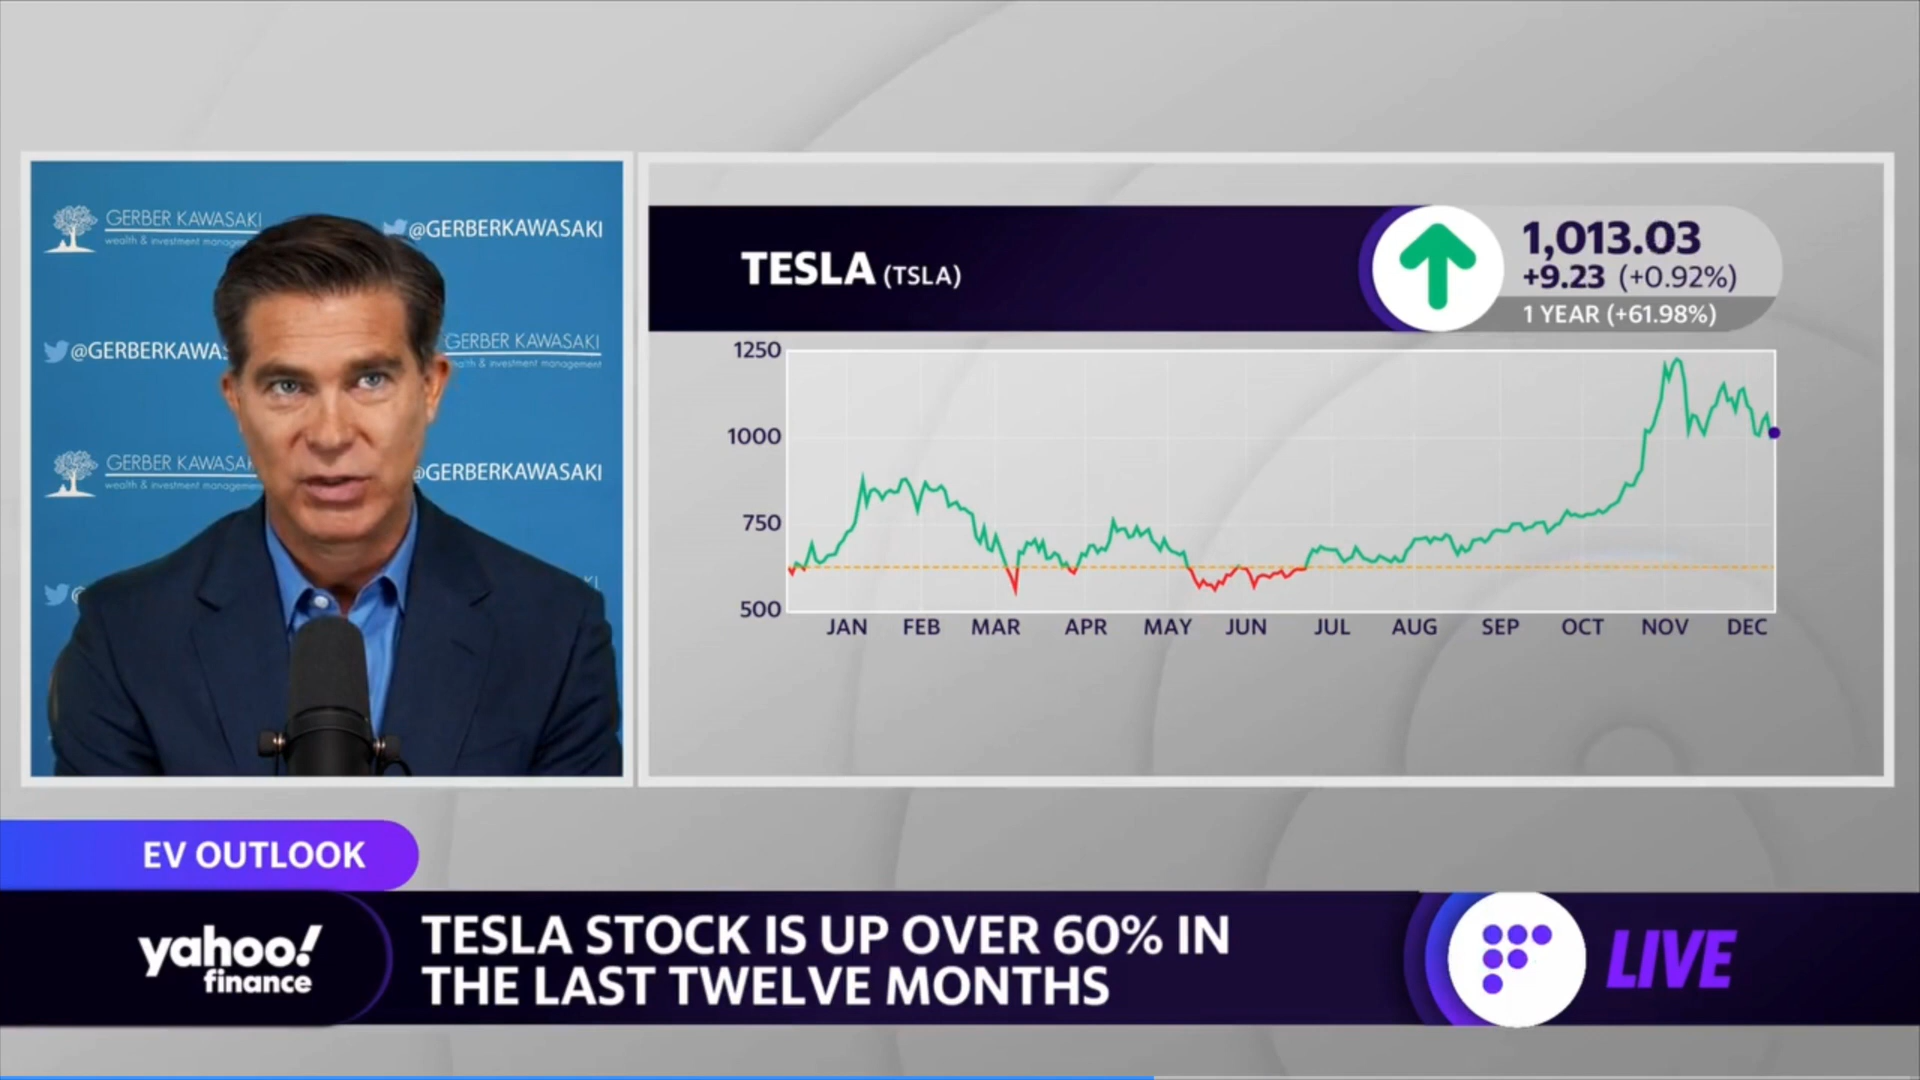 GERBER KAWASAKI
wealth & investment
@GERBERKAWASAKI
GERBER KAWASAKI
investment management
GERBER KAWASAKI
wealth & investment
@GERBERKAWASAKI
TESLA (TSLA)
1,013.03
+9.23 (+0.92%)
1 YEAR (+61.98%)
1250
1000
750
500
JAN FEB MAR APR MAY JUN JUL AUG SEP OCT NOV DEC
EV OUTLOOK
yahoo!
finance
TESLA STOCK IS UP OVER 60% IN
THE LAST TWELVE MONTHS
LIVE